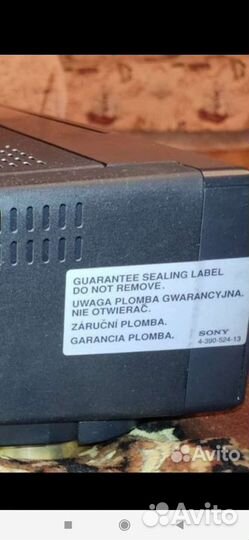 GUARANTEE SEALING LABEL
DO NOT REMOVE.
UWAGA PLOMBA GWARANCYJNA.
NIE OTWIERAĆ.
ZÁRUČNÍ PLOMBA.
GARANCIA PLOMBA.
SONY
4-390-524-13
Avito
Avito